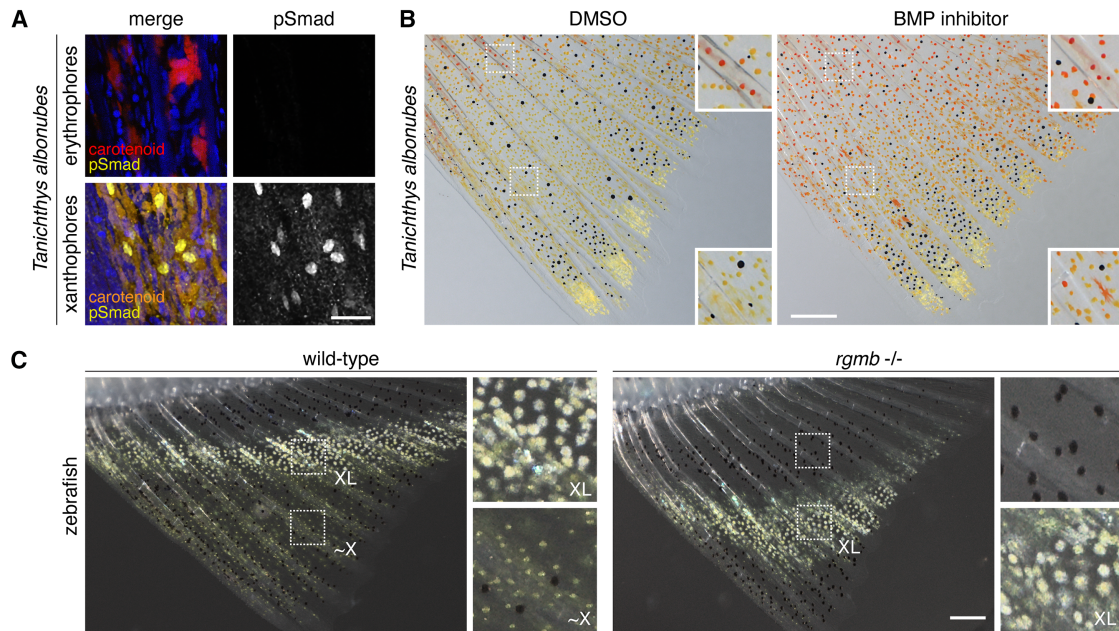 A
merge
pSmad
Tanichthys albonubes
erythrophores
carotenoid
pSmad
xanthophores
carotenoid
pSmad
B
DMSO
BMP inhibitor
Tanichthys albonubes
C
wild-type
rgmb -/-
zebrafish
XL
~X
XL
~X
XL
XL